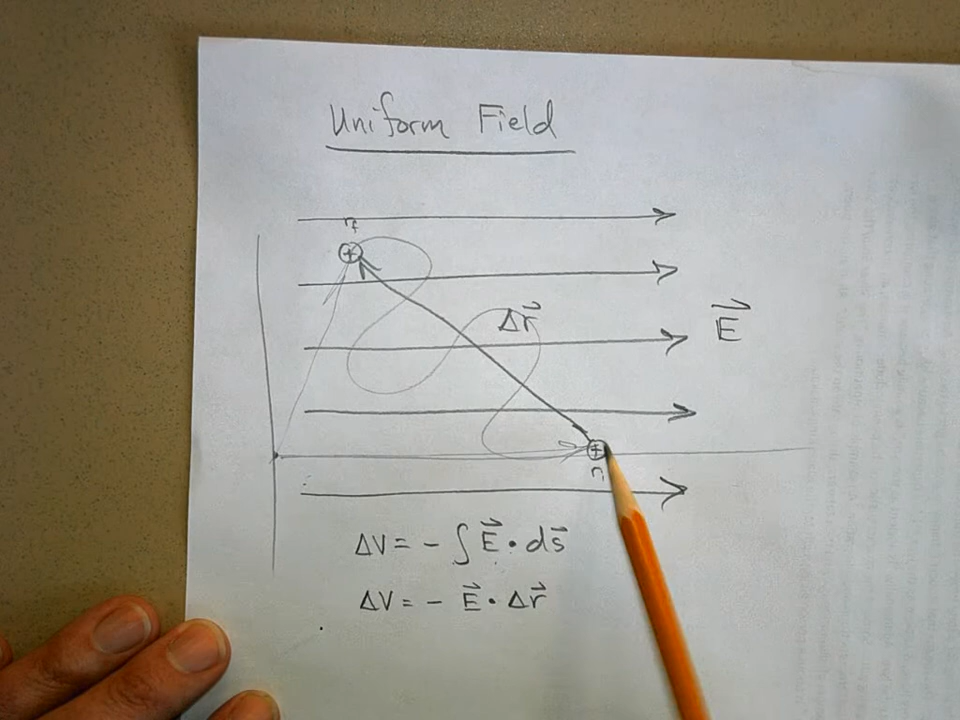 Uniform Field
r_f
Δr⃗
E⃗
r_i
ΔV = - ∫ E⃗ • ds⃗
ΔV = - E⃗ • Δr⃗